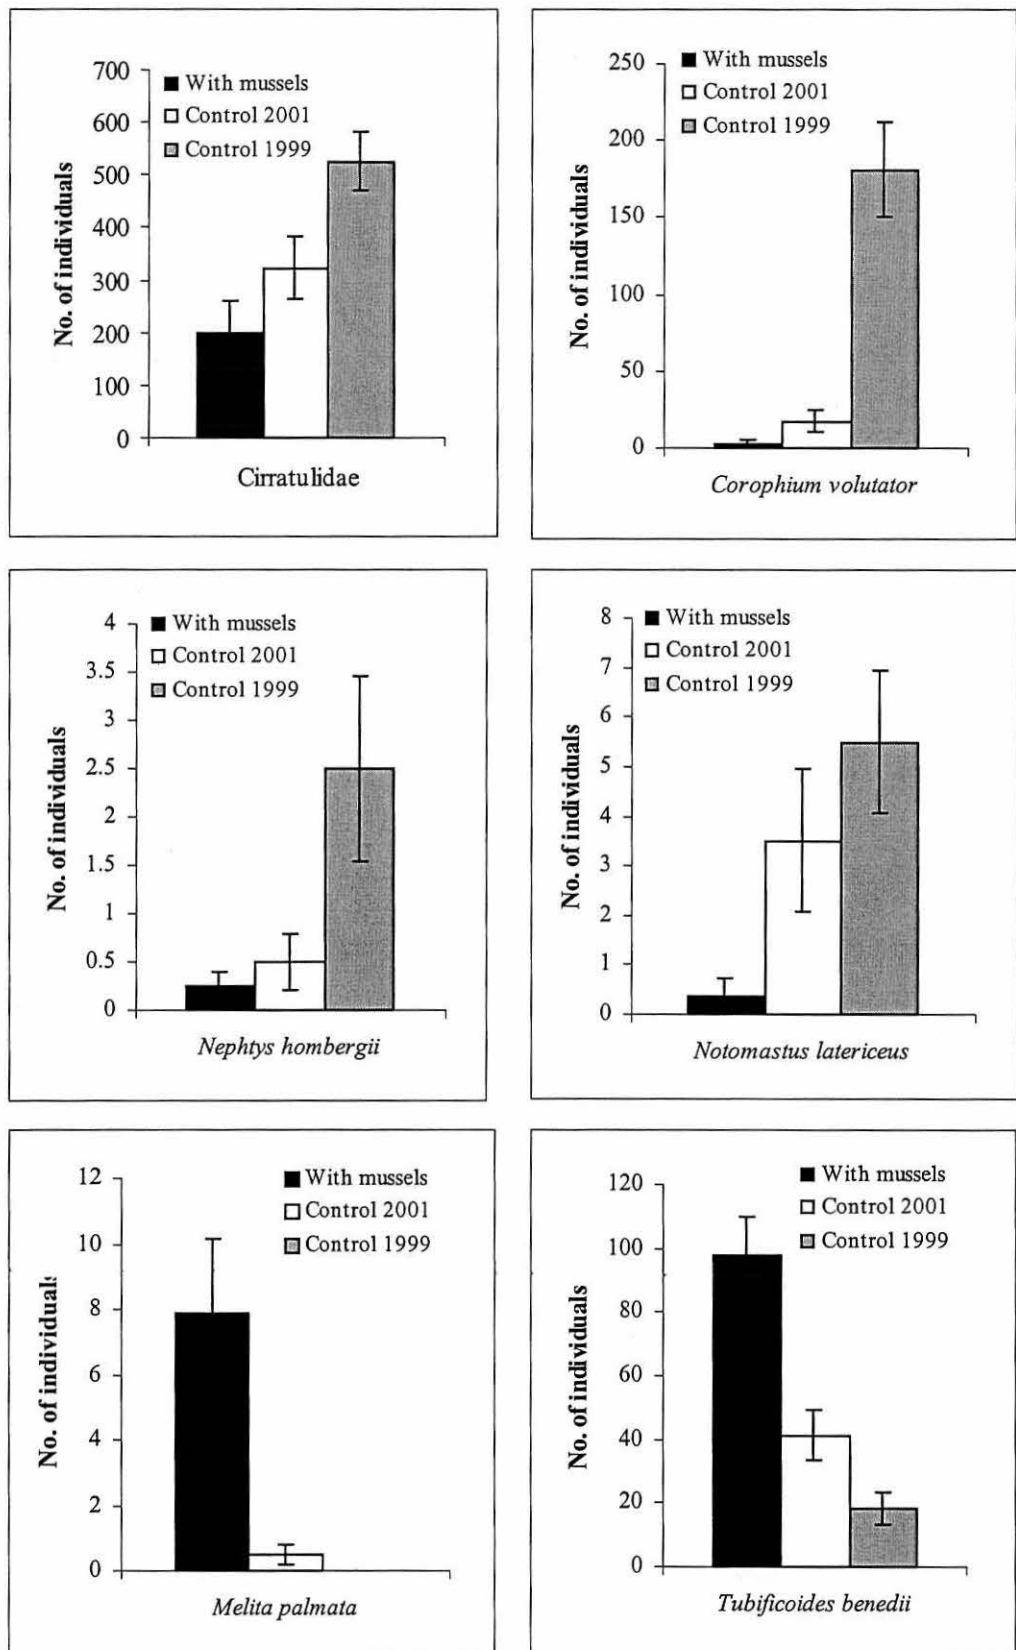 700
600
500
400
300
200
100
0
No. of individuals
With mussels
Control 2001
Control 1999
Cirratulidae
250
200
150
100
50
0
No. of individuals
With mussels
Control 2001
Control 1999
Corophium volutator
4
3.5
3
2.5
2
1.5
1
0.5
0
No. of individuals
With mussels
Control 2001
Control 1999
Nephtys hombergii
8
7
6
5
4
3
2
1
0
No. of individuals
With mussels
Control 2001
Control 1999
Notomastus latericeus
12
10
8
6
4
2
0
No. of individuals
With mussels
Control 2001
Control 1999
Melita palmata
120
100
80
60
40
20
0
No. of individuals
With mussels
Control 2001
Control 1999
Tubificoides benedii